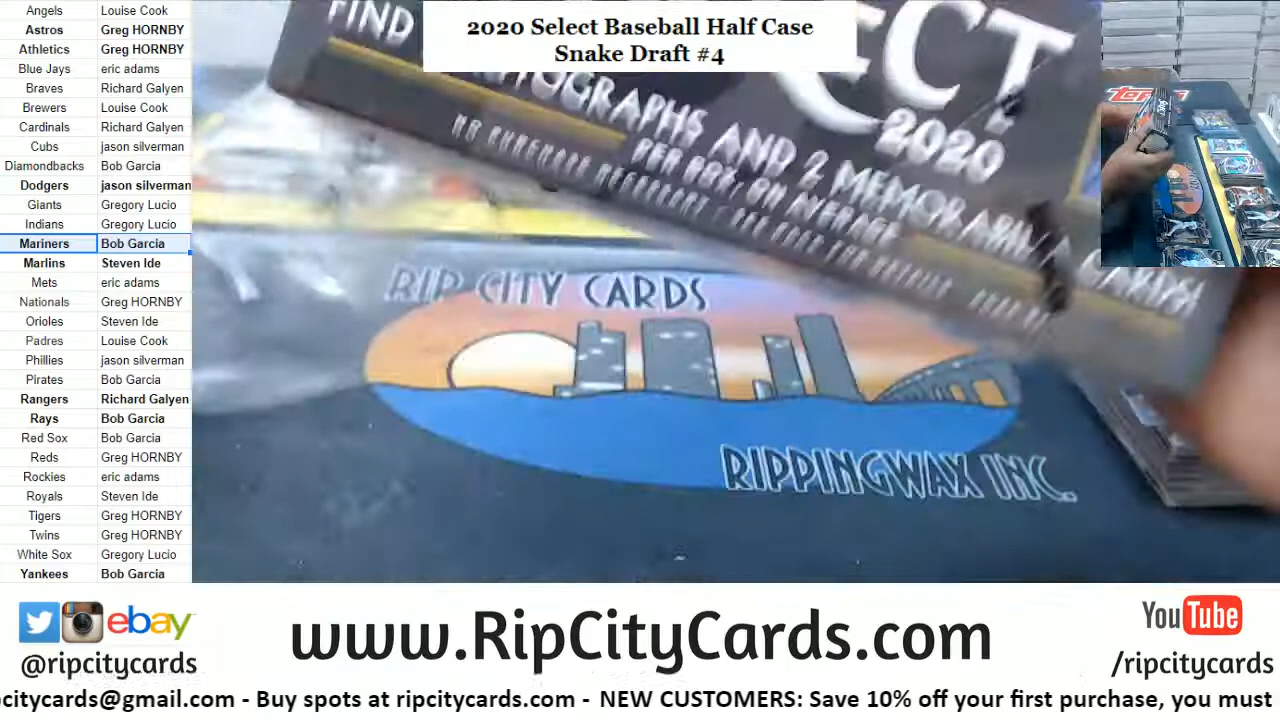 Angels Louise Cook
Astros Greg HORNBY
Athletics Greg HORNBY
Blue Jays eric adams
Braves Richard Galyen
Brewers Louise Cook
Cardinals Richard Galyen
Cubs jason silverman
Diamondbacks Bob Garcia
Dodgers jason silverman
Giants Gregory Lucio
Indians Gregory Lucio
Mariners Bob Garcia
Marlins Steven Ide
Mets eric adams
Nationals Greg HORNBY
Orioles Steven Ide
Padres Louise Cook
Phillies jason silverman
Pirates Bob Garcia
Rangers Richard Galyen
Rays Bob Garcia
Red Sox Bob Garcia
Reds Greg HORNBY
Rockies eric adams
Royals Steven Ide
Tigers Greg HORNBY
Twins Greg HORNBY
White Sox Gregory Lucio
Yankees Bob Garcia
2020 Select Baseball Half Case
Snake Draft #4
FIND
ECT
2020
AND 2 MEMORABILIA CARDS!
PER BOX, ON AVERAGE
NO PURCHASE NECESSARY
RIP CITY CARDS
RIPPINGWAX INC.
Topps
ebay
@ripcitycards
www.RipCityCards.com
YouTube
/ripcitycards
citycards@gmail.com - Buy spots at ripcitycards.com - NEW CUSTOMERS: Save 10% off your first purchase, you must